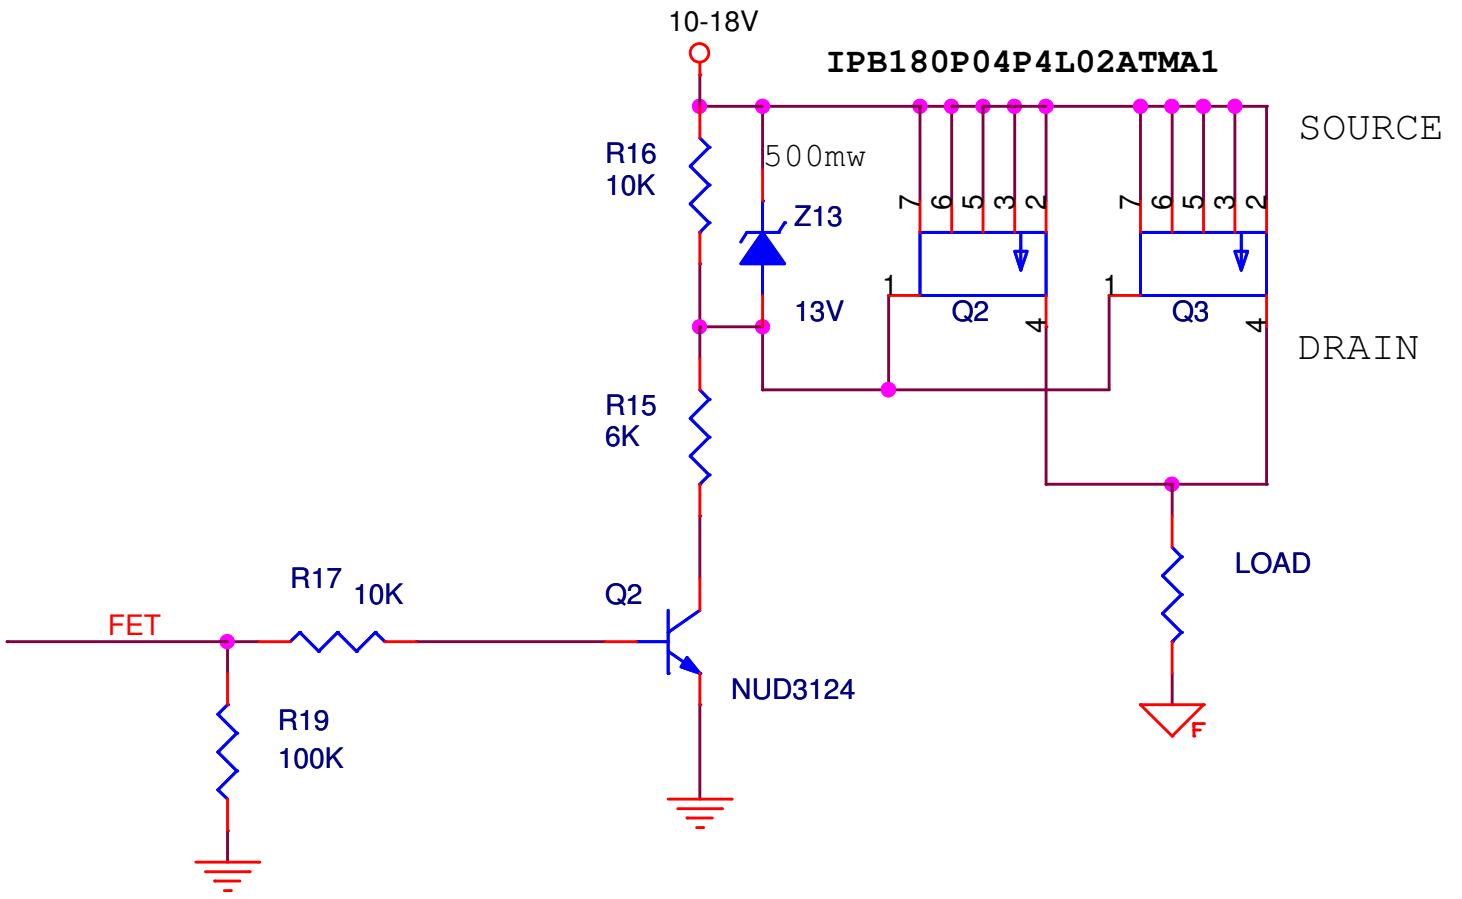 10-18V
IPB180P04P4L02ATMA1
SOURCE
R16
10K
500mw
7 6 5 3 2
7 6 5 3 2
Z13
1
1
13V
Q2
Q3
4
4
DRAIN
R15
6K
LOAD
R17
10K
Q2
FET
NUD3124
R19
100K
F